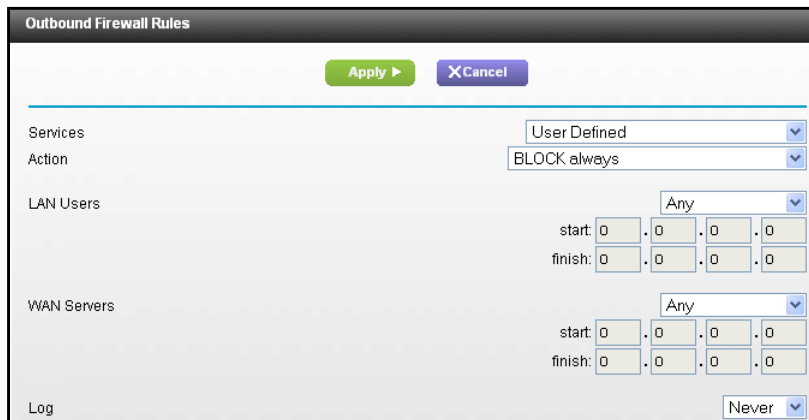 Outbound Firewall Rules
Apply ▶ XCancel
Services User Defined
Action BLOCK always
LAN Users Any
start: 0 . 0 . 0 . 0
finish: 0 . 0 . 0 . 0
WAN Servers Any
start: 0 . 0 . 0 . 0
finish: 0 . 0 . 0 . 0
Log Never